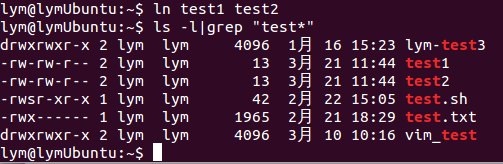 lym@lymUbuntu:~$ ln test1 test2
lym@lymUbuntu:~$ ls -l|grep "test*"
drwxrwxr-x 2 lym  lym     4096  1月 16 15:23 lym-test3
-rw-rw-r-- 2 lym  lym       13  3月 21 11:44 test1
-rw-rw-r-- 2 lym  lym       13  3月 21 11:44 test2
-rwsr-xr-x 1 lym  lym       42  2月 22 15:05 test.sh
-rwx------ 1 lym  lym     1965  2月 21 18:29 test.txt
drwxrwxr-x 2 lym  lym     4096  3月 10 10:16 vim_test
lym@lymUbuntu:~$